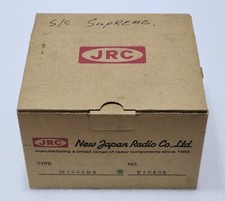 S/C SUPREME.
JRC
JRC New Japan Radio Co., Ltd.
manufacturing a broad range of radar components since 1959.
TYPE: NO.